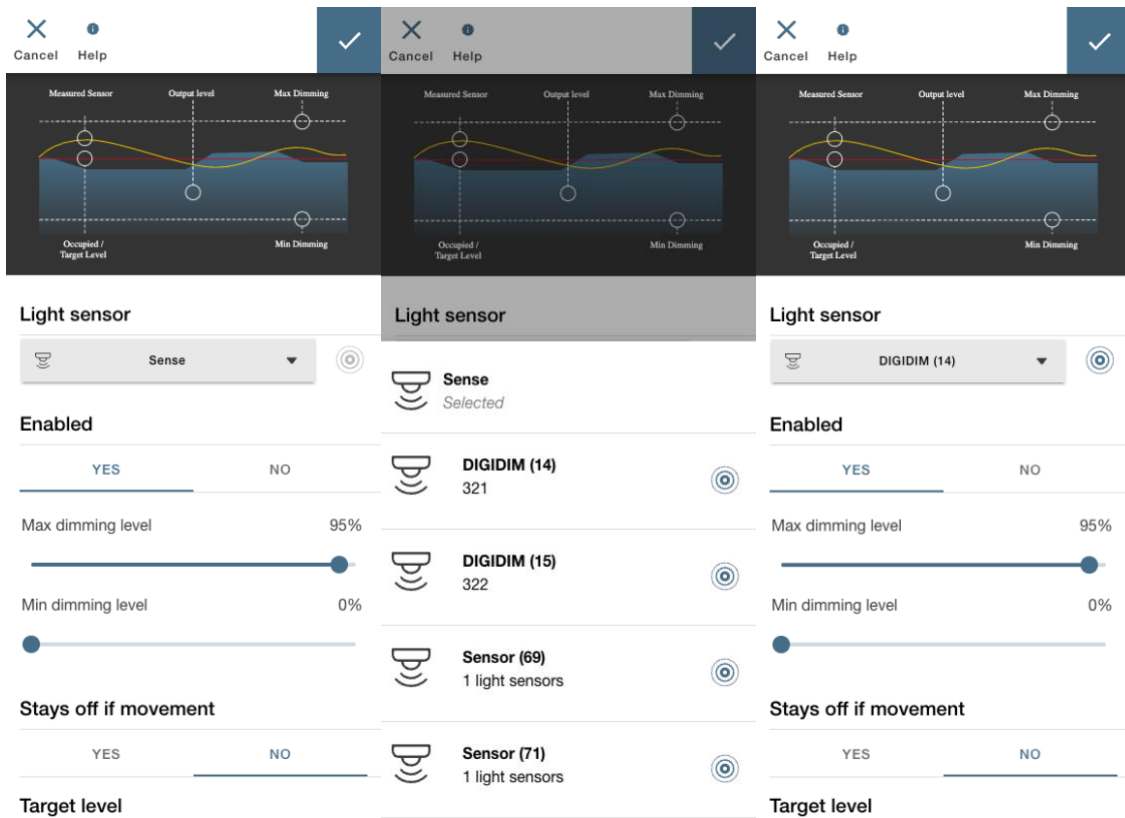 Cancel Help
Measured Sensor Output level Max Dimming
Occupied /
Target Level
Min Dimming
Light sensor
Sense
Enabled
YES NO
Max dimming level 95%
Min dimming level 0%
Stays off if movement
YES NO
Target level
Cancel Help
Measured Sensor Output level Max Dimming
Occupied /
Target Level
Min Dimming
Light sensor
Sense
Selected
DIGIDIM (14)
321
DIGIDIM (15)
322
Sensor (69)
1 light sensors
Sensor (71)
1 light sensors
Cancel Help
Measured Sensor Output level Max Dimming
Occupied /
Target Level
Min Dimming
Light sensor
DIGIDIM (14)
Enabled
YES NO
Max dimming level 95%
Min dimming level 0%
Stays off if movement
YES NO
Target level